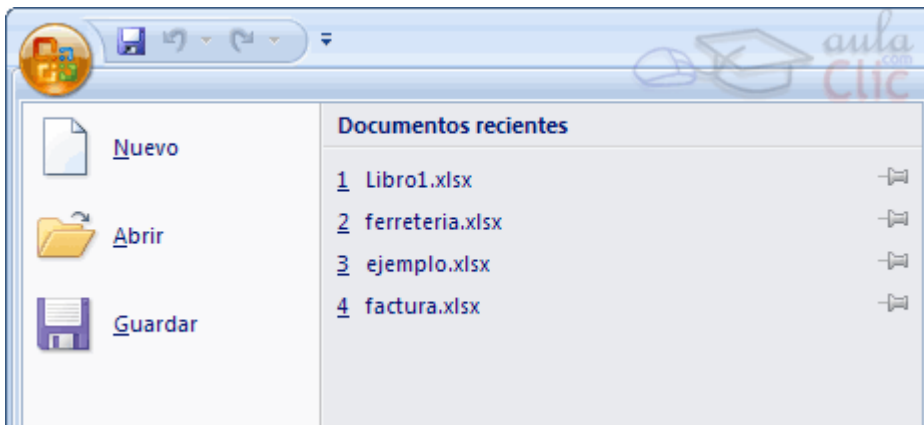 aula
.com
Clic
Documentos recientes
Nuevo
1 Libro1.xlsx
2 ferreteria.xlsx
Abrir
3 ejemplo.xlsx
4 factura.xlsx
Guardar